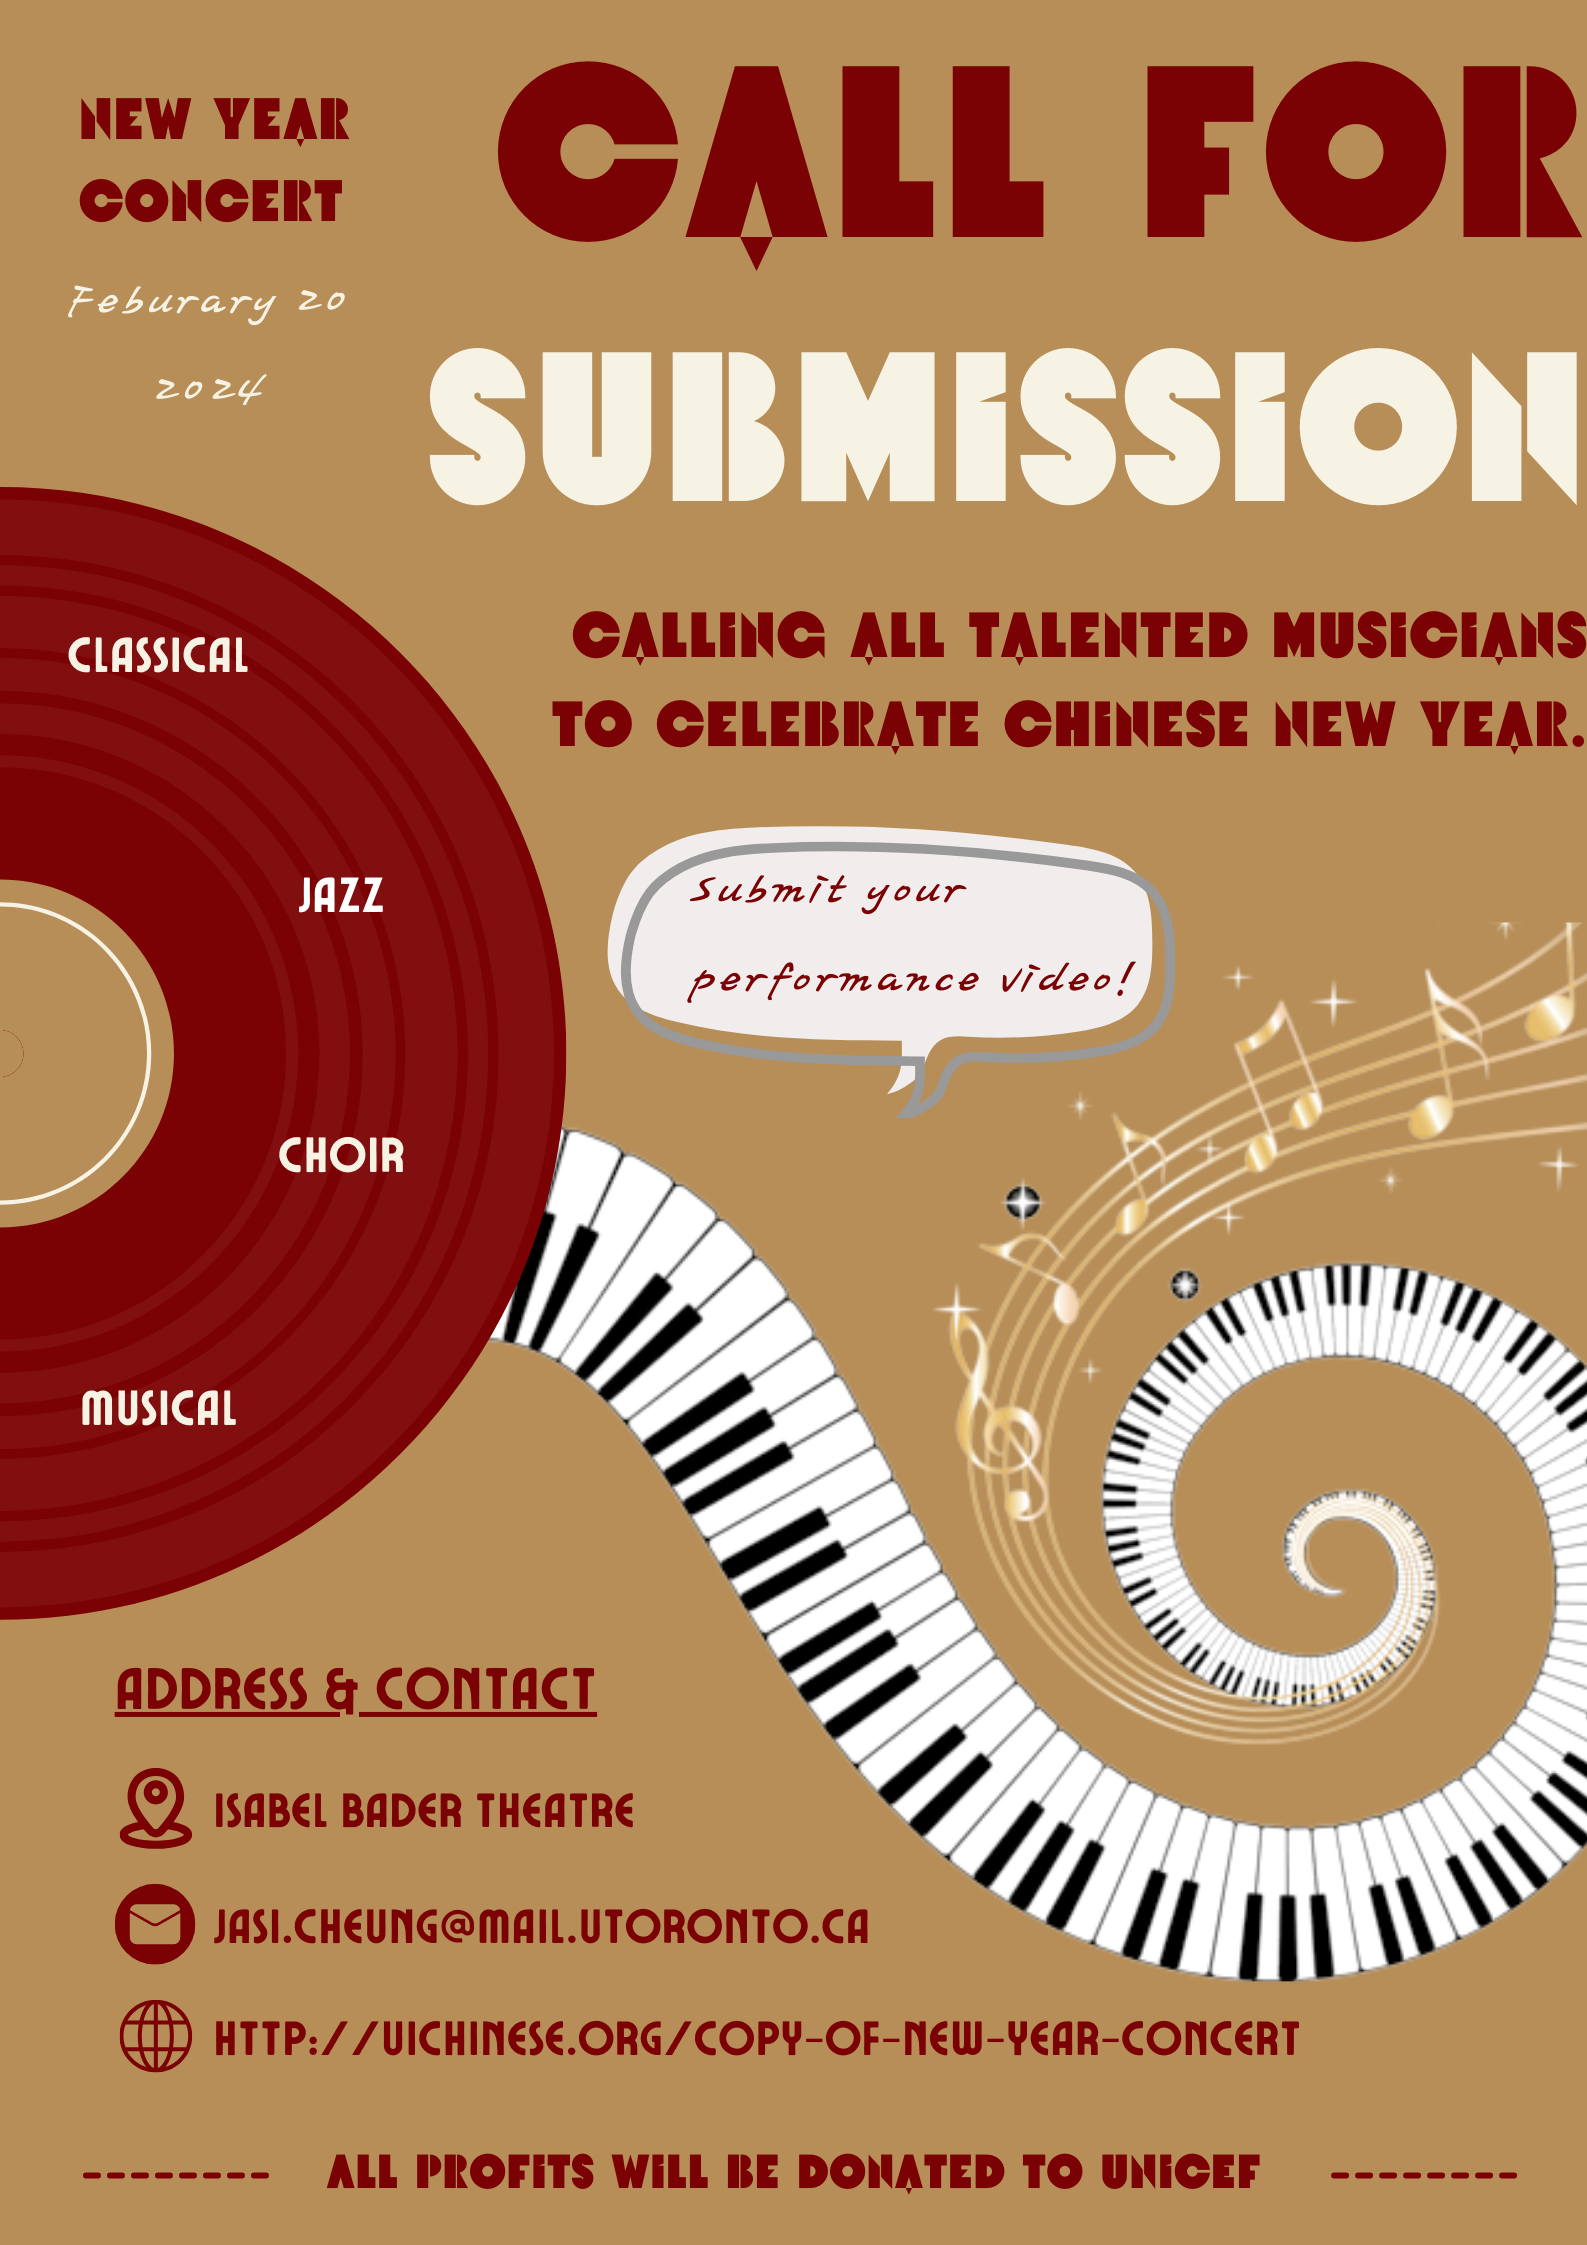 NEW YEAR
CONCERT
Feburary 20
2024
CALL FOR
SUBMISSION
CALLING ALL TALENTED MUSICIANS
TO CELEBRATE CHINESE NEW YEAR.
CLASSICAL
JAZZ
CHOIR
MUSICAL
Submit your
performance video!
ADDRESS & CONTACT
ISABEL BADER THEATRE
JASI.CHEUNG@MAIL.UTORONTO.CA
HTTP://UICHINESE.ORG/COPY-OF-NEW-YEAR-CONCERT
-------- ALL PROFITS WILL BE DONATED TO UNICEF --------